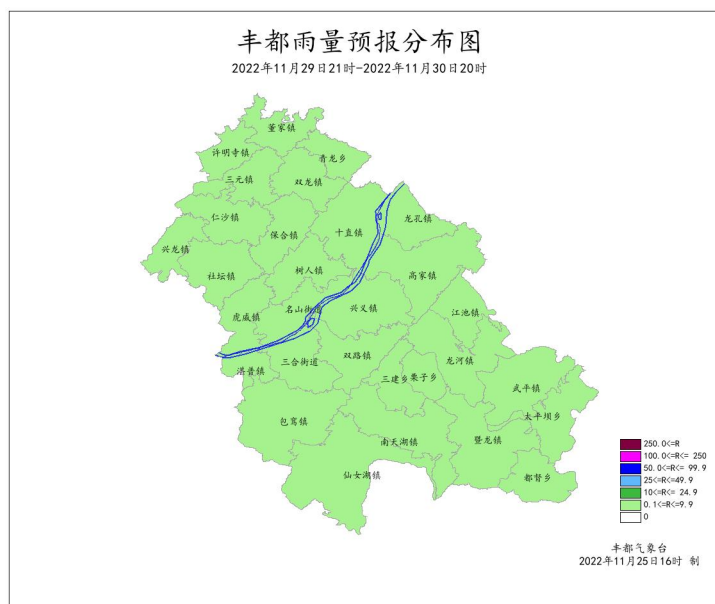 丰都雨量预报分布图
2022年11月29日21时-2022年11月30日20时
董家镇
许明寺镇
青龙乡
三元镇
双龙镇
仁沙镇
龙孔镇
保合镇
十直镇
兴龙镇
树人镇
社坛镇
高家镇
名山街道
兴义镇
江池镇
虎威镇
双路镇
三合街道
龙河镇
湛普镇
三建乡
栗子乡
武平镇
太平坝乡
包鸾镇
南天湖镇
暨龙镇
仙女湖镇
都督乡
250.0<=R
100.0<=R<= 250
50.0<=R<= 99.9
25<=R<=49.9
10<=R<= 24.9
0.1<=R<=9.9
0
丰都气象台
2022年11月25日16时 制